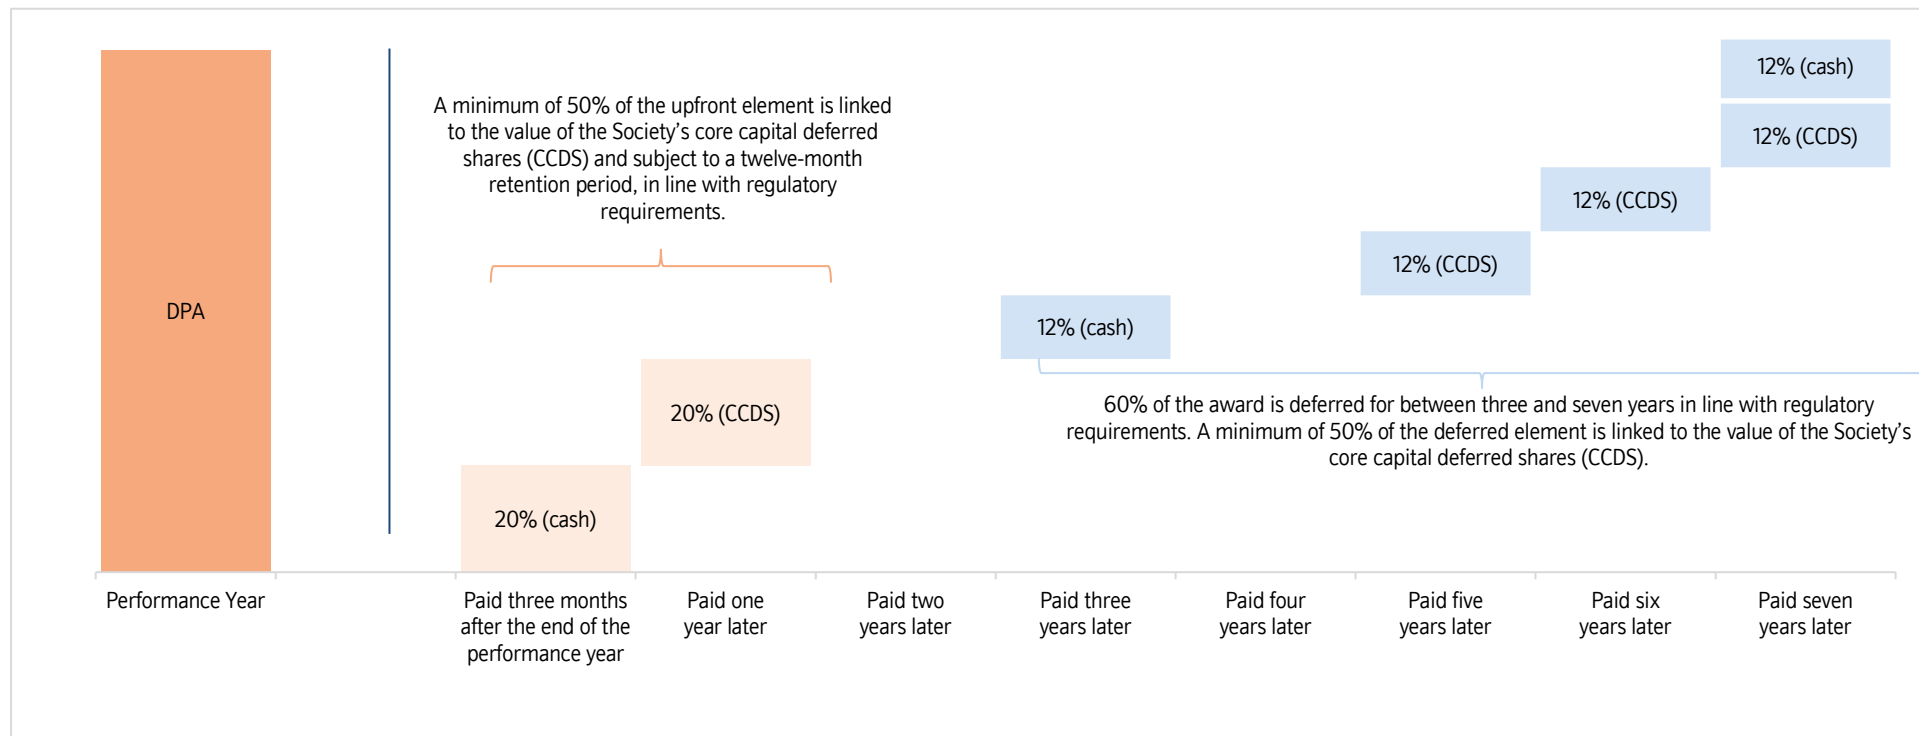 DPA
A minimum of 50% of the upfront element is linked
to the value of the Society’s core capital deferred
shares (CCDS) and subject to a twelve-month
retention period, in line with regulatory
requirements.
20% (cash)
20% (CCDS)
12% (cash)
12% (CCDS)
12% (CCDS)
12% (cash)
12% (CCDS)
60% of the award is deferred for between three and seven years in line with regulatory
requirements. A minimum of 50% of the deferred element is linked to the value of the Society’s
core capital deferred shares (CCDS).
Performance Year
Paid three months
after the end of the
performance year
Paid one
year later
Paid two
years later
Paid three
years later
Paid four
years later
Paid five
years later
Paid six
years later
Paid seven
years later